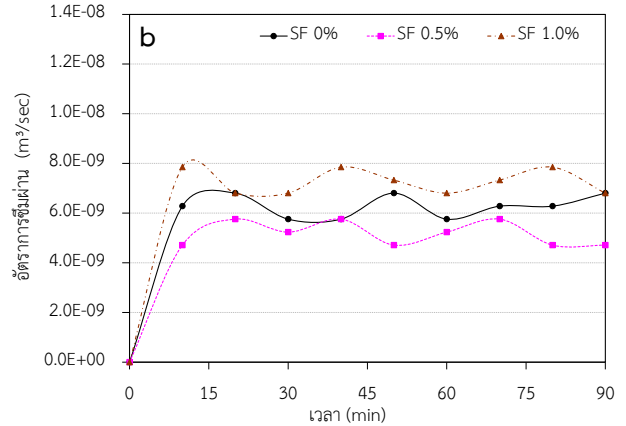 b
SF 0% SF 0.5% SF 1.0%
1.4E-08
1.2E-08
1.0E-08
8.0E-09
6.0E-09
4.0E-09
2.0E-09
0.0E+00
อัตราการซึมผ่าน (m³/sec)
0 15 30 45 60 75 90
เวลา (min)